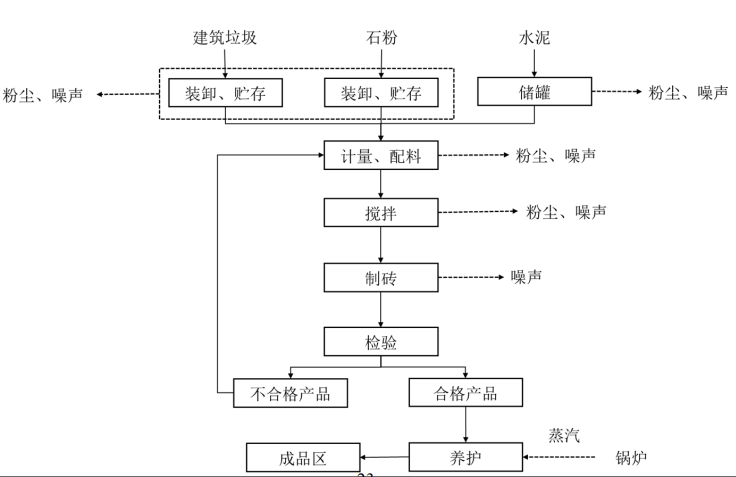 建筑垃圾
石粉
水泥
粉尘、噪声
装卸、贮存
装卸、贮存
储罐
粉尘、噪声
计量、配料
粉尘、噪声
搅拌
粉尘、噪声
制砖
噪声
检验
不合格产品
合格产品
蒸汽
成品区
养护
锅炉